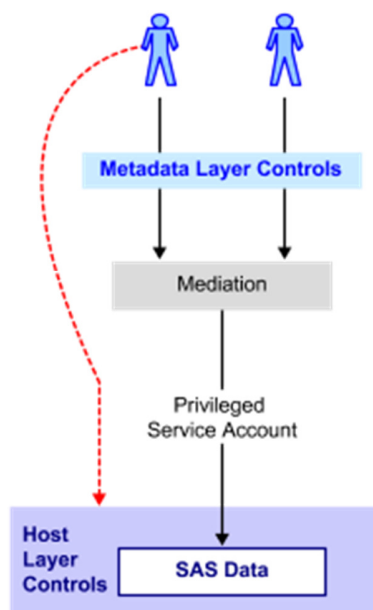 Metadata Layer Controls
Mediation
Privileged
Service Account
Host
Layer
Controls
SAS Data